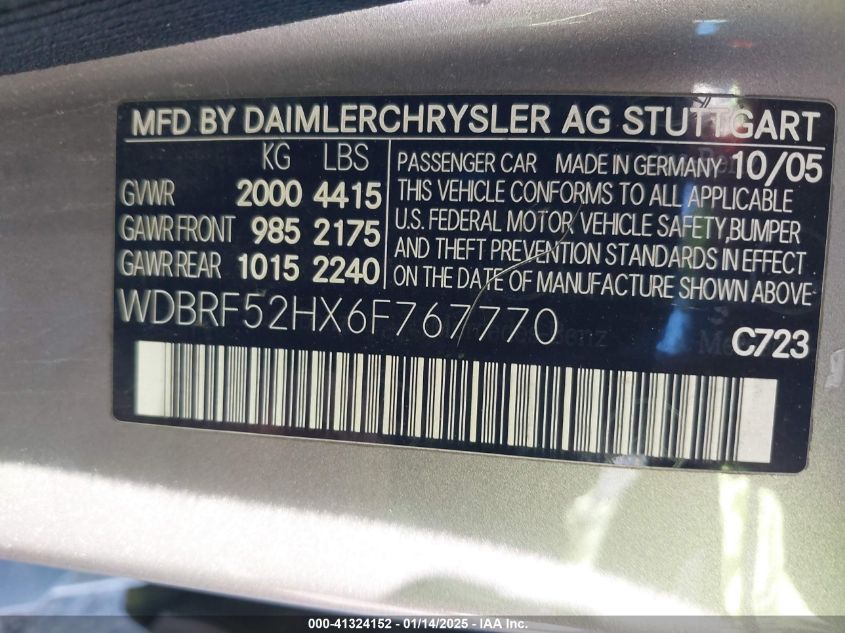 MFD BY DAIMLERCHRYSLER AG STUTTGART
KG LBS
GVWR 2000 4415
GAWR FRONT 985 2175
GAWR REAR 1015 2240
PASSENGER CAR MADE IN GERMANY 10/05
THIS VEHICLE CONFORMS TO ALL APPLICABLE
U.S. FEDERAL MOTOR VEHICLE SAFETY,BUMPER
AND THEFT PREVENTION STANDARDS IN EFFECT
ON THE DATE OF MANUFACTURE SHOWN ABOVE
WDBRF52HX6F767770
C723
000-41324152 - 01/14/2025 - IAA Inc.